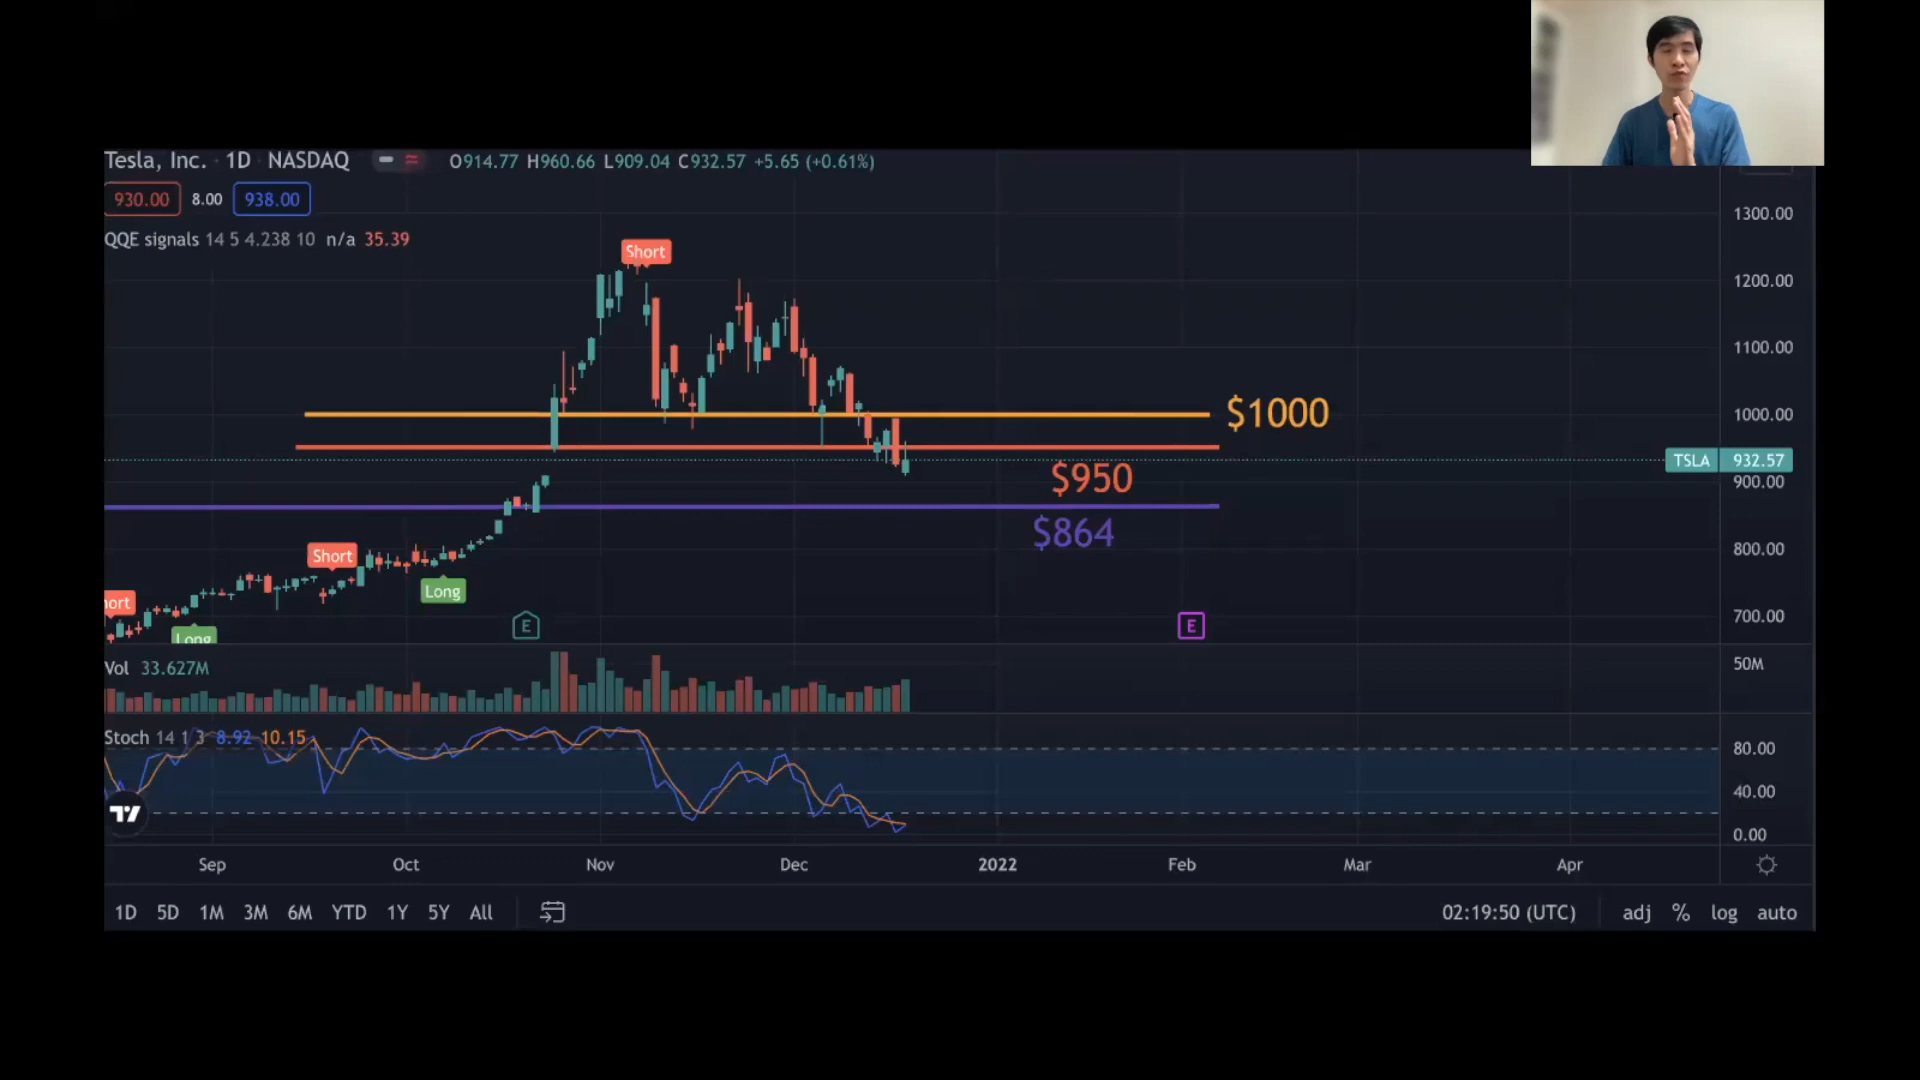 Tesla, Inc. · 1D · NASDAQ O914.77 H960.66 L909.04 C932.57 +5.65 (+0.61%)
930.00 8.00 938.00
QQE signals 14 5 4.238 10 n/a 35.39
1300.00
Short
1200.00
1100.00
$1000
1000.00
TSLA 932.57
$950
900.00
$864
Short
800.00
Long
ort
700.00
E
E
Long
Vol 33.627M
50M
Stoch 14 1 3 8.92 10.15
80.00
40.00
0.00
Sep Oct Nov Dec 2022 Feb Mar Apr
1D 5D 1M 3M 6M YTD 1Y 5Y All 02:19:50 (UTC) adj % log auto